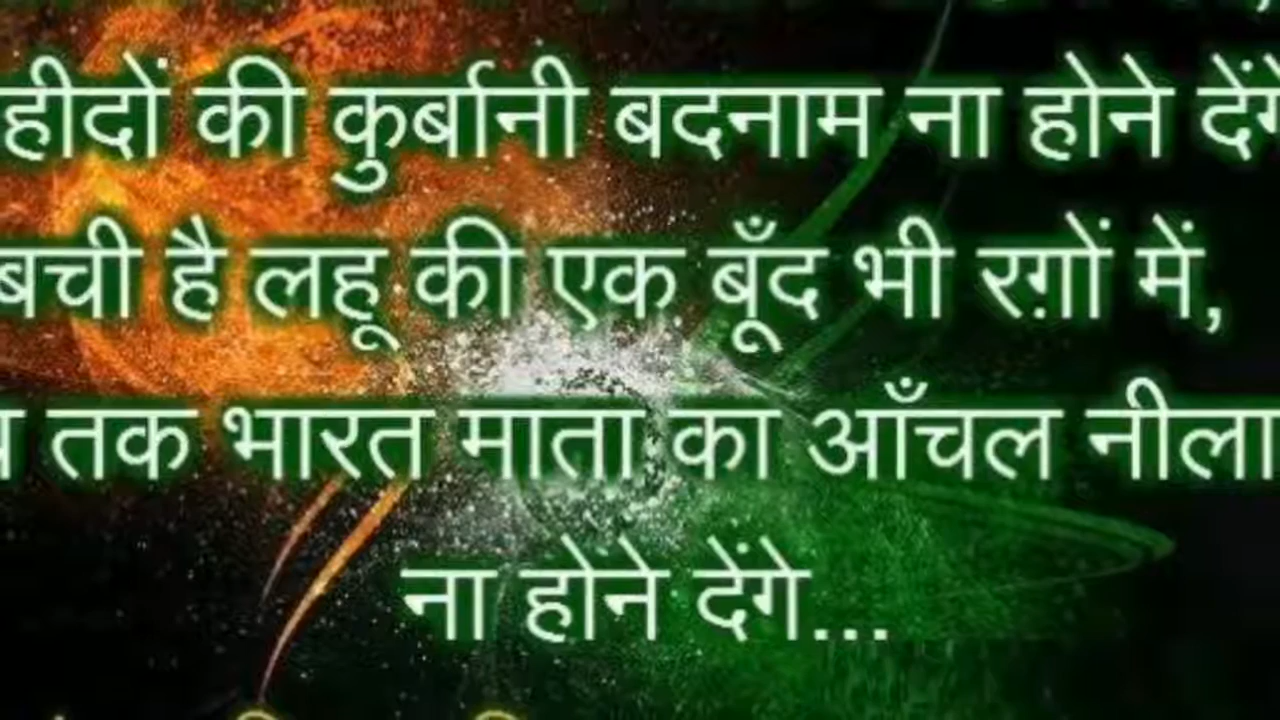 हीदों की कुर्बानी बदनाम ना होने देंगे
बची है लहू की एक बूँद भी रग़ों में,
तक भारत माता का आँचल नीला
ना होने देंगे...